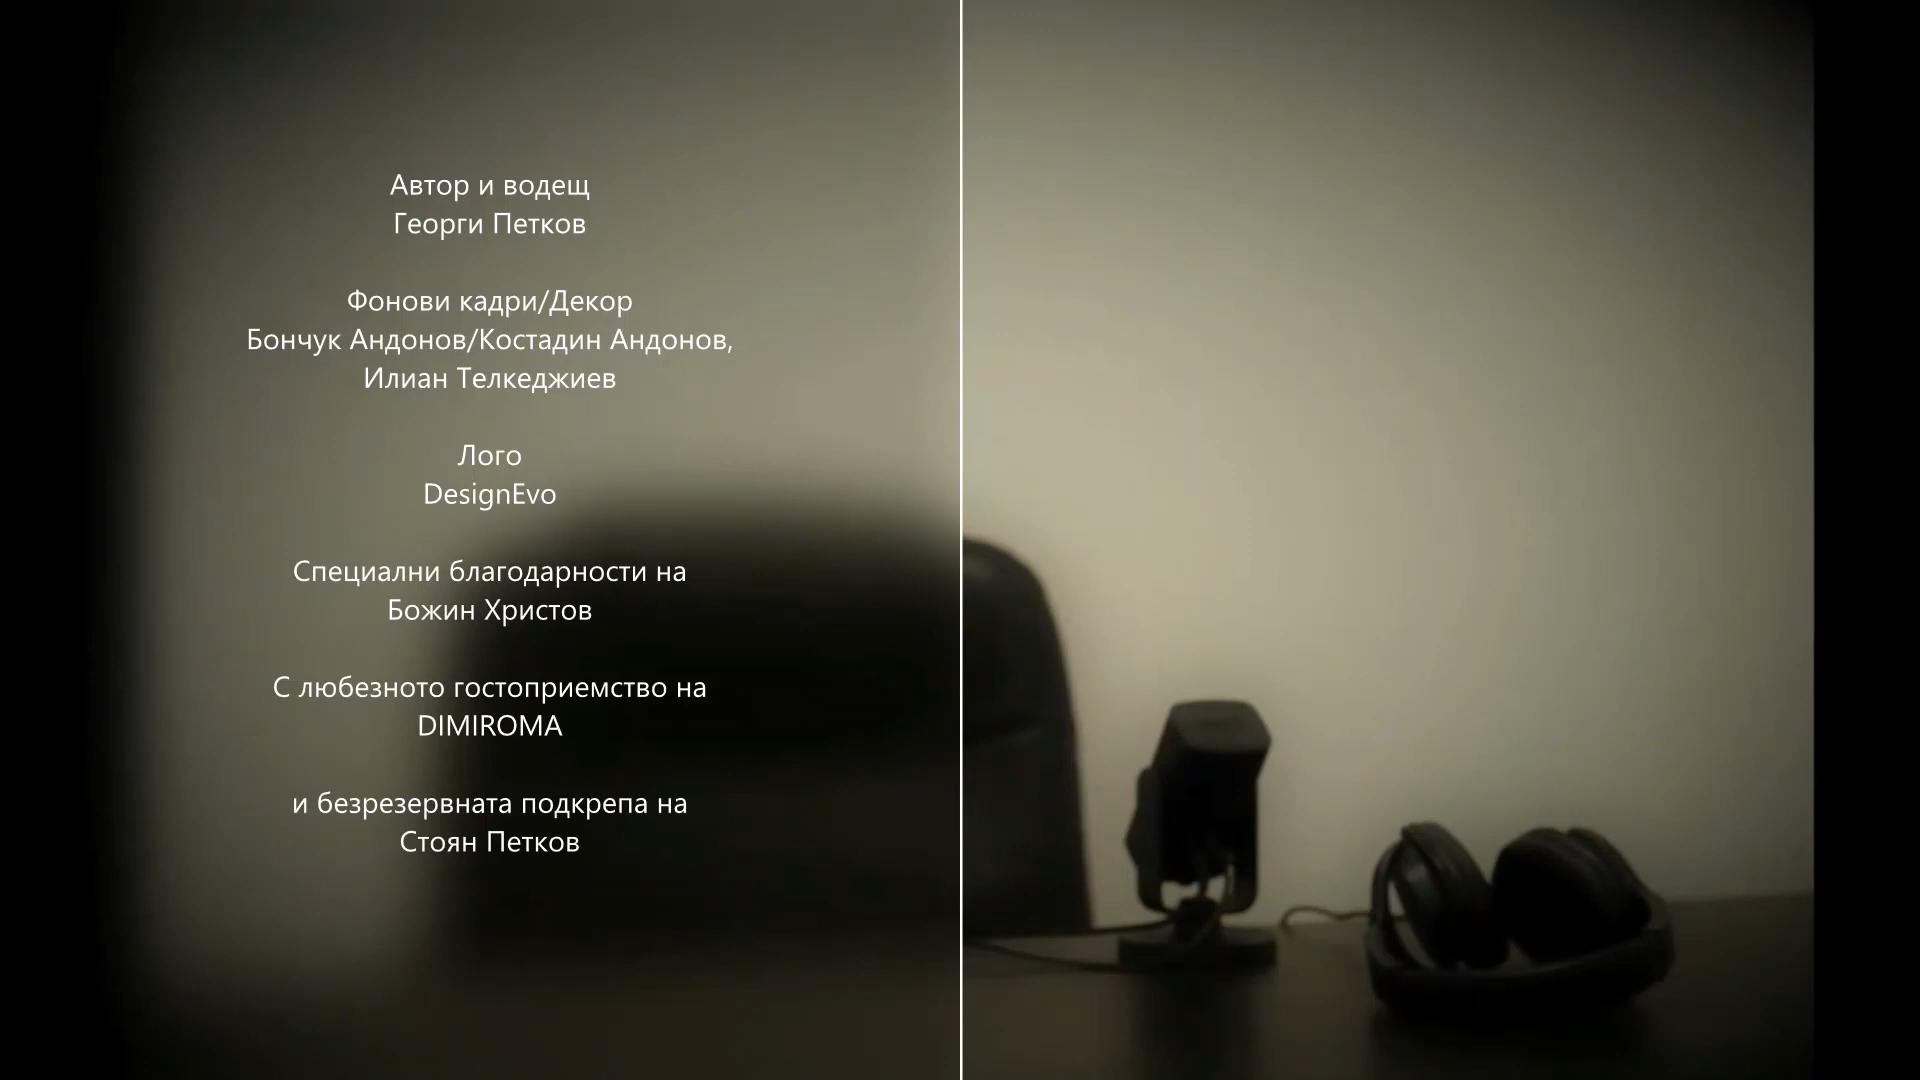 Автор и водещ
Георги Петков
Фонови кадри/Декор
Бончук Андонов/Костадин Андонов,
Илиан Телкеджиев
Лого
DesignEvo
Специални благодарности на
Божин Христов
С любезното гостоприемство на
DIMIROMA
и безрезервната подкрепа на
Стоян Петков